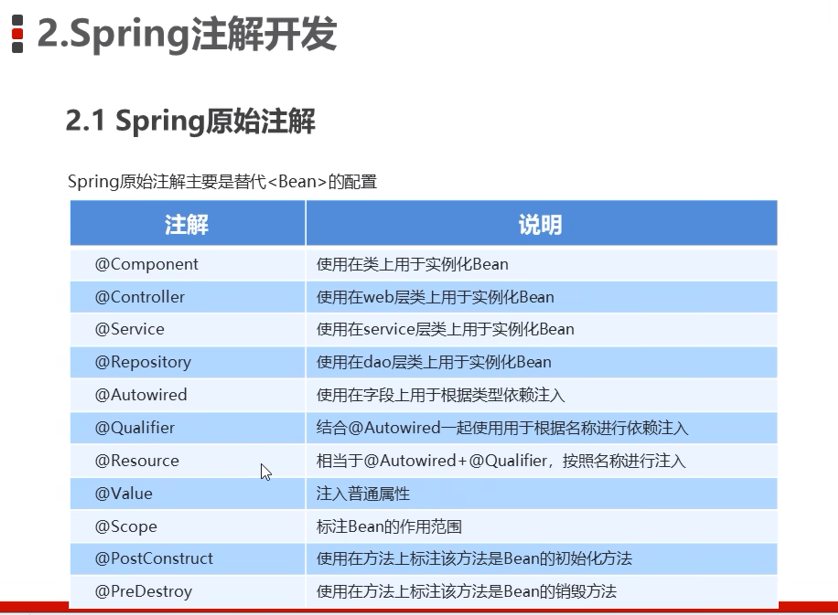 2.Spring注解开发
2.1 Spring原始注解
Spring原始注解主要是替代<Bean>的配置
注解 说明
@Component 使用在类上用于实例化Bean
@Controller 使用在web层类上用于实例化Bean
@Service 使用在service层类上用于实例化Bean
@Repository 使用在dao层类上用于实例化Bean
@Autowired 使用在字段上用于根据类型依赖注入
@Qualifier 结合@Autowired一起使用用于根据名称进行依赖注入
@Resource 相当于@Autowired+@Qualifier，按照名称进行注入
@Value 注入普通属性
@Scope 标注Bean的作用范围
@PostConstruct 使用在方法上标注该方法是Bean的初始化方法
@PreDestroy 使用在方法上标注该方法是Bean的销毁方法